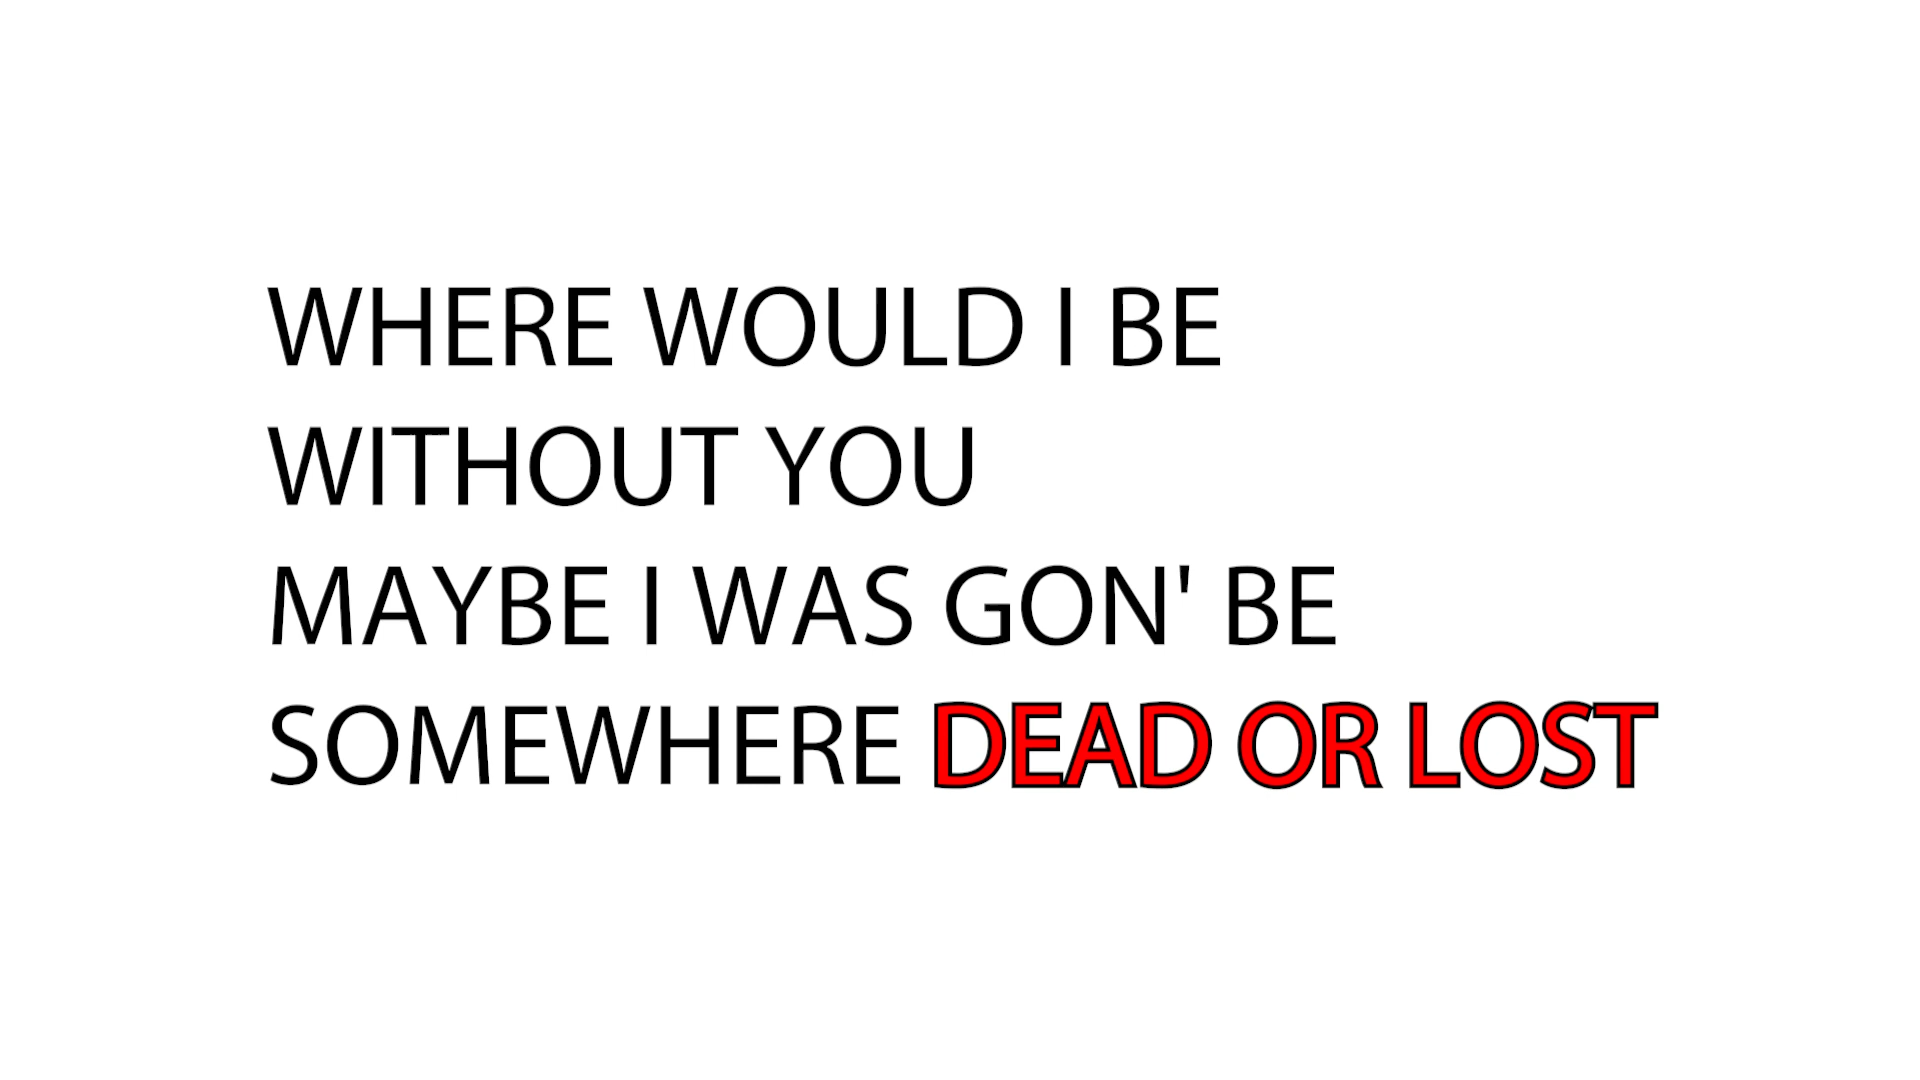 WHERE WOULD I BE
WITHOUT YOU
MAYBE I WAS GON' BE
SOMEWHERE DEAD OR LOST